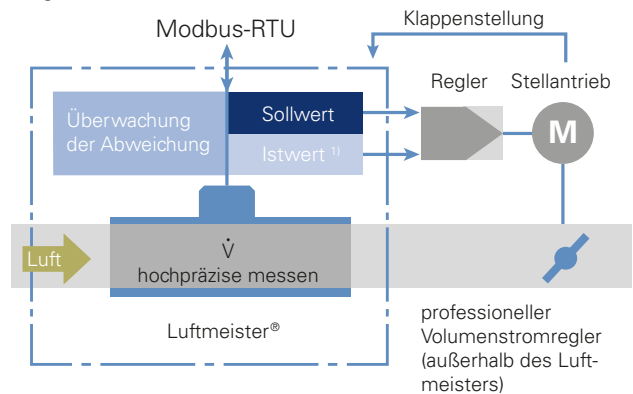 Klappenstellung
Modbus-RTU
Regler
Stellantrieb
Überwachung
der Abweichung
Sollwert
Istwert ¹⁾
M
Luft
V̇
hochpräzise messen
Luftmeister®
professioneller
Volumenstromregler
(außerhalb des Luft-
meisters)